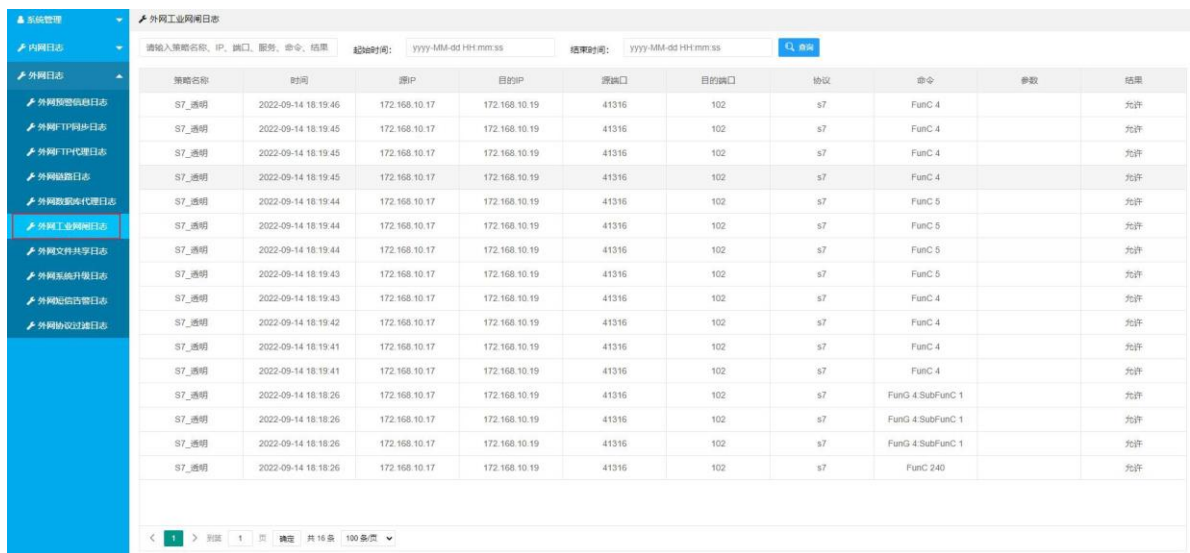 系统管理
外网工业网闸日志
内网日志
请输入策略名称、IP、端口、服务、命令、结果 起始时间: yyyy-MM-dd HH:mm:ss 结束时间: yyyy-MM-dd HH:mm:ss 查询
外网日志
策略名称 时间 源IP 目的IP 源端口 目的端口 协议 命令 参数 结果
外网预警信息日志
S7_透明 2022-09-14 18:19:46 172.168.10.17 172.168.10.19 41316 102 s7 FunC 4 允许
外网FTP同步日志
S7_透明 2022-09-14 18:19:45 172.168.10.17 172.168.10.19 41316 102 s7 FunC 4 允许
外网FTP代理日志
S7_透明 2022-09-14 18:19:45 172.168.10.17 172.168.10.19 41316 102 s7 FunC 4 允许
外网链路日志
S7_透明 2022-09-14 18:19:45 172.168.10.17 172.168.10.19 41316 102 s7 FunC 4 允许
外网数据库代理日志
S7_透明 2022-09-14 18:19:44 172.168.10.17 172.168.10.19 41316 102 s7 FunC 5 允许
外网工业网闸日志
S7_透明 2022-09-14 18:19:44 172.168.10.17 172.168.10.19 41316 102 s7 FunC 5 允许
外网文件共享日志
S7_透明 2022-09-14 18:19:44 172.168.10.17 172.168.10.19 41316 102 s7 FunC 5 允许
外网系统升级日志
S7_透明 2022-09-14 18:19:43 172.168.10.17 172.168.10.19 41316 102 s7 FunC 5 允许
外网短信告警日志
S7_透明 2022-09-14 18:19:43 172.168.10.17 172.168.10.19 41316 102 s7 FunC 4 允许
外网协议过滤日志
S7_透明 2022-09-14 18:19:42 172.168.10.17 172.168.10.19 41316 102 s7 FunC 4 允许
S7_透明 2022-09-14 18:19:41 172.168.10.17 172.168.10.19 41316 102 s7 FunC 4 允许
S7_透明 2022-09-14 18:19:41 172.168.10.17 172.168.10.19 41316 102 s7 FunC 4 允许
S7_透明 2022-09-14 18:18:26 172.168.10.17 172.168.10.19 41316 102 s7 FunG 4:SubFunC 1 允许
S7_透明 2022-09-14 18:18:26 172.168.10.17 172.168.10.19 41316 102 s7 FunG 4:SubFunC 1 允许
S7_透明 2022-09-14 18:18:26 172.168.10.17 172.168.10.19 41316 102 s7 FunG 4:SubFunC 1 允许
S7_透明 2022-09-14 18:18:26 172.168.10.17 172.168.10.19 41316 102 s7 FunC 240 允许
1 到第 1 页 确定 共 16 条 100 条/页